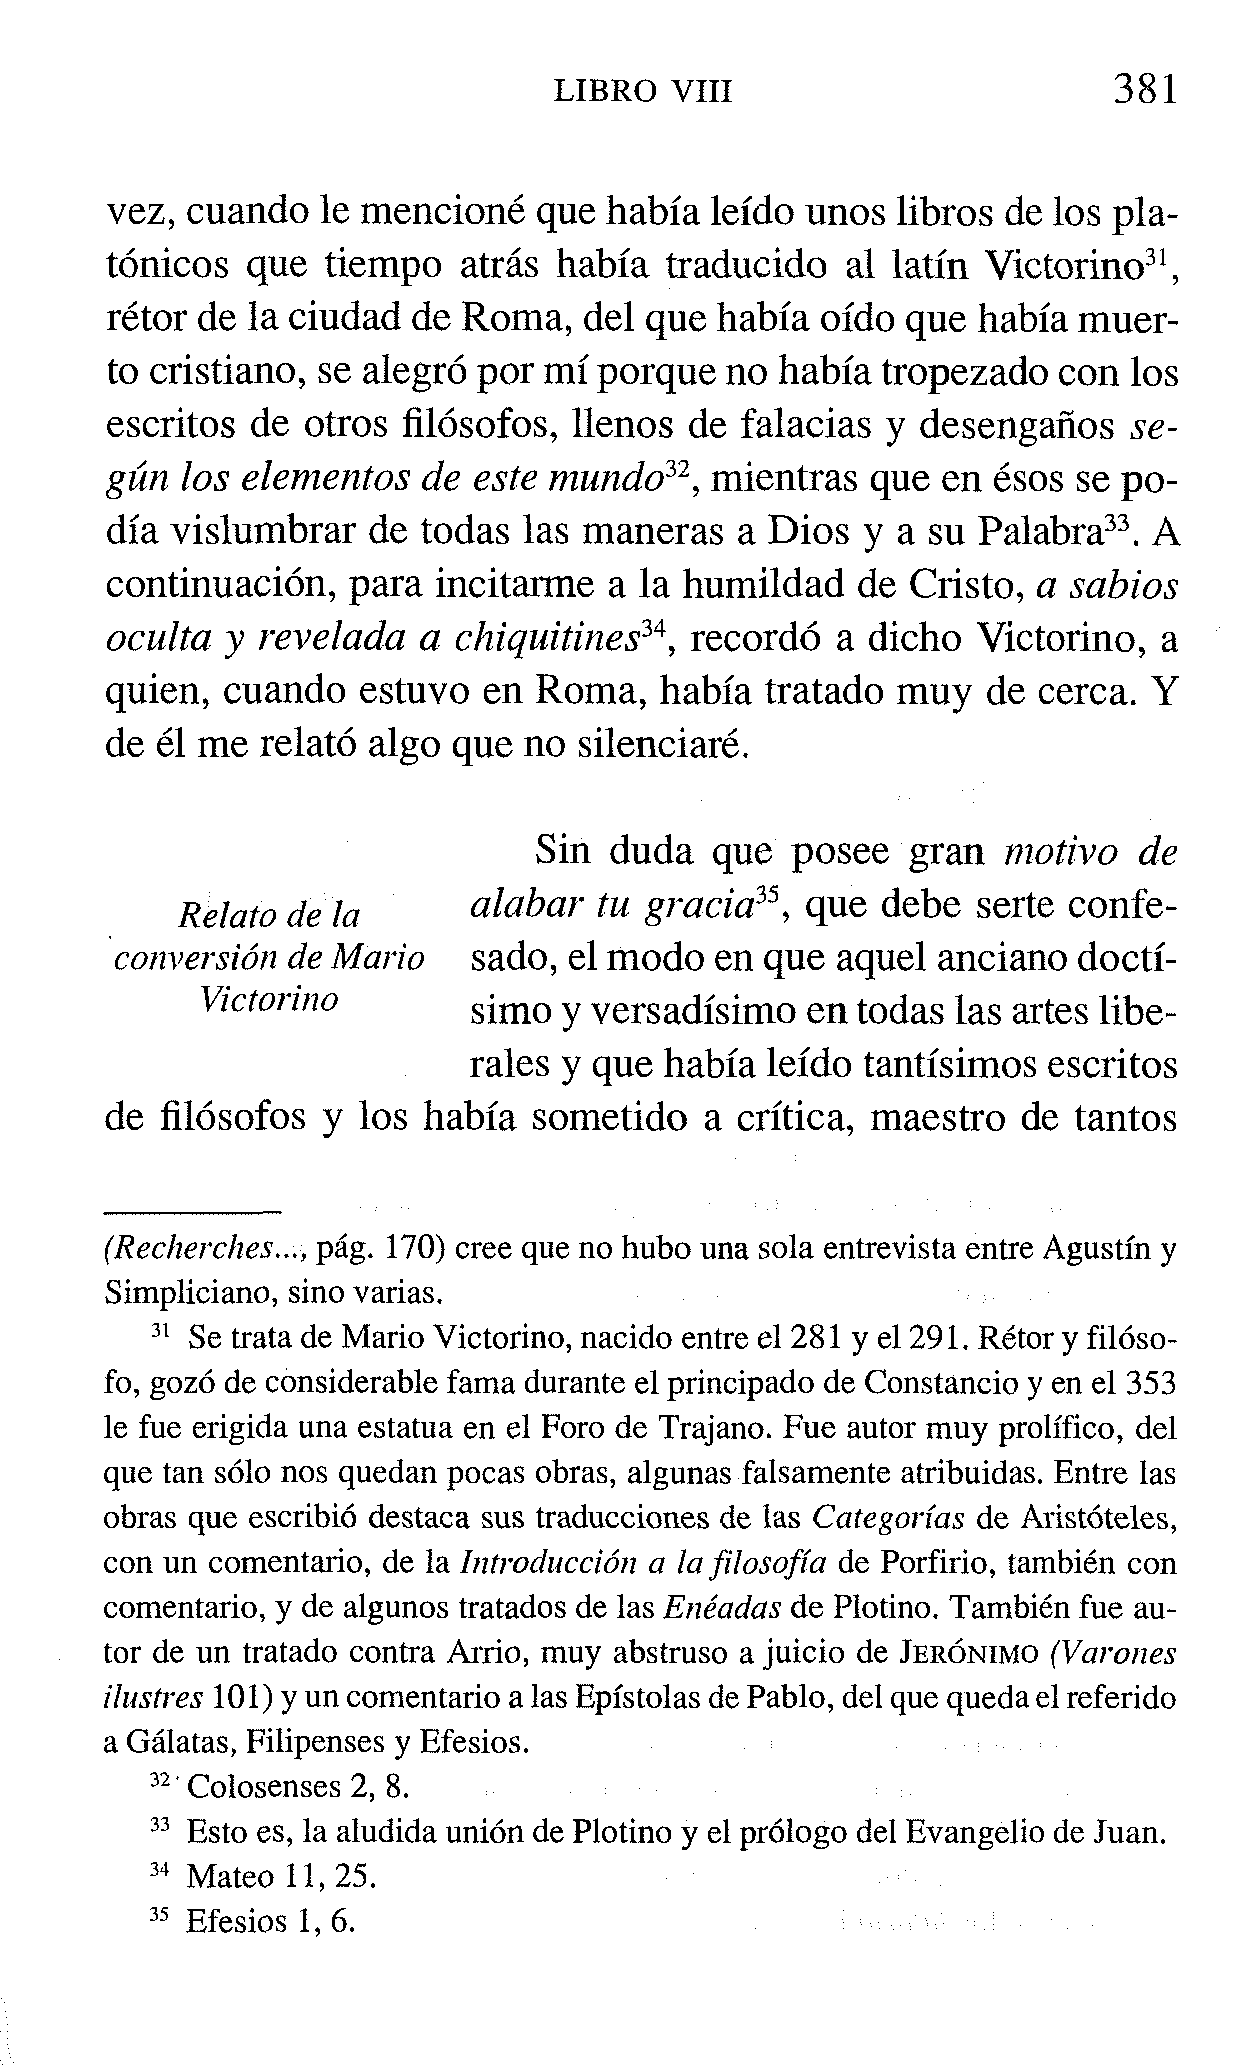 LIBRO VIII 381
vez, cuando le mencioné que había leído unos libros de los pla-
tónicos que tiempo atrás había traducido al latín Victorino³¹,
rétor de la ciudad de Roma, del que había oído que había muer-
to cristiano, se alegró por mí porque no había tropezado con los
escritos de otros filósofos, llenos de falacias y desengaños se-
gún los elementos de este mundo³², mientras que en ésos se po-
día vislumbrar de todas las maneras a Dios y a su Palabra³³. A
continuación, para incitarme a la humildad de Cristo, a sabios
oculta y revelada a chiquitines³⁴, recordó a dicho Victorino, a
quien, cuando estuvo en Roma, había tratado muy de cerca. Y
de él me relató algo que no silenciaré.
Relato de la
conversión de Mario
Victorino
Sin duda que posee gran motivo de
alabar tu gracia³⁵, que debe serte confe-
sado, el modo en que aquel anciano doctí-
simo y versadísimo en todas las artes libe-
rales y que había leído tantísimos escritos
de filósofos y los había sometido a crítica, maestro de tantos
(Recherches..., pág. 170) cree que no hubo una sola entrevista entre Agustín y
Simpliciano, sino varias.
³¹ Se trata de Mario Victorino, nacido entre el 281 y el 291. Rétor y filóso-
fo, gozó de considerable fama durante el principado de Constancio y en el 353
le fue erigida una estatua en el Foro de Trajano. Fue autor muy prolífico, del
que tan sólo nos quedan pocas obras, algunas falsamente atribuidas. Entre las
obras que escribió destaca sus traducciones de las Categorías de Aristóteles,
con un comentario, de la Introducción a la filosofía de Porfirio, también con
comentario, y de algunos tratados de las Enéadas de Plotino. También fue au-
tor de un tratado contra Arrio, muy abstruso a juicio de JERÓNIMO (Varones
ilustres 101) y un comentario a las Epístolas de Pablo, del que queda el referido
a Gálatas, Filipenses y Efesios.
³² Colosenses 2, 8.
³³ Esto es, la aludida unión de Plotino y el prólogo del Evangelio de Juan.
³⁴ Mateo 11, 25.
³⁵ Efesios 1, 6.